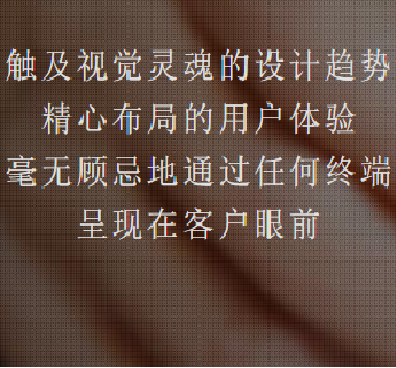 触及视觉灵魂的设计趋势
精心布局的用户体验
毫无顾忌地通过任何终端
呈现在客户眼前